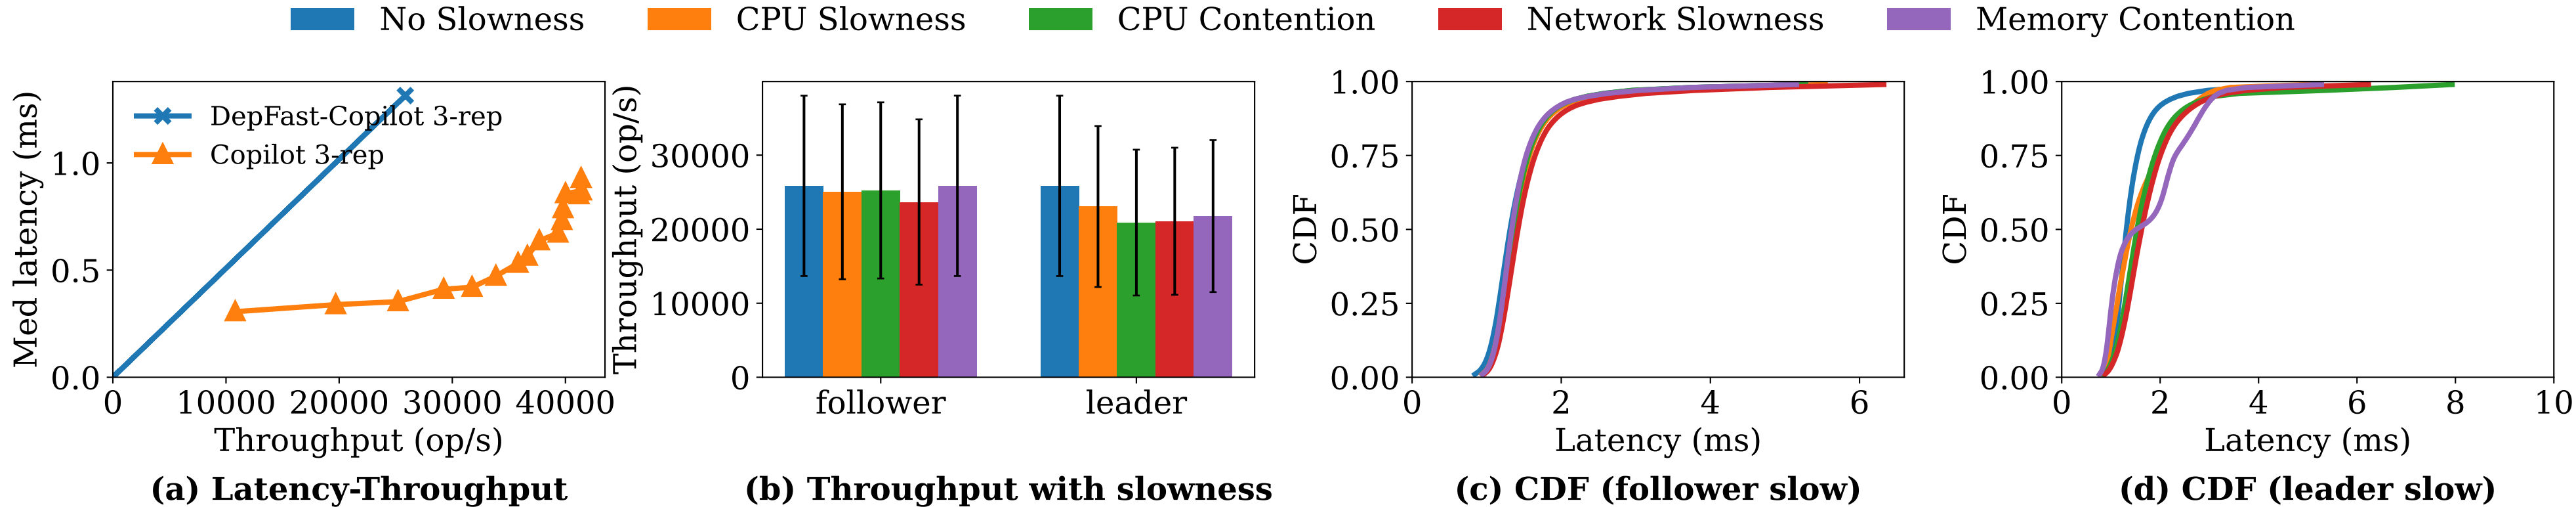 No Slowness CPU Slowness CPU Contention Network Slowness Memory Contention
Med latency (ms)
1.0
0.5
0.0
DepFast-Copilot 3-rep
Copilot 3-rep
0 10000 20000 30000 40000
Throughput (op/s)
(a) Latency-Throughput
Throughput (op/s)
30000
20000
10000
0
follower leader
(b) Throughput with slowness
CDF
1.00
0.75
0.50
0.25
0.00
0 2 4 6
Latency (ms)
(c) CDF (follower slow)
CDF
1.00
0.75
0.50
0.25
0.00
0 2 4 6 8 10
Latency (ms)
(d) CDF (leader slow)